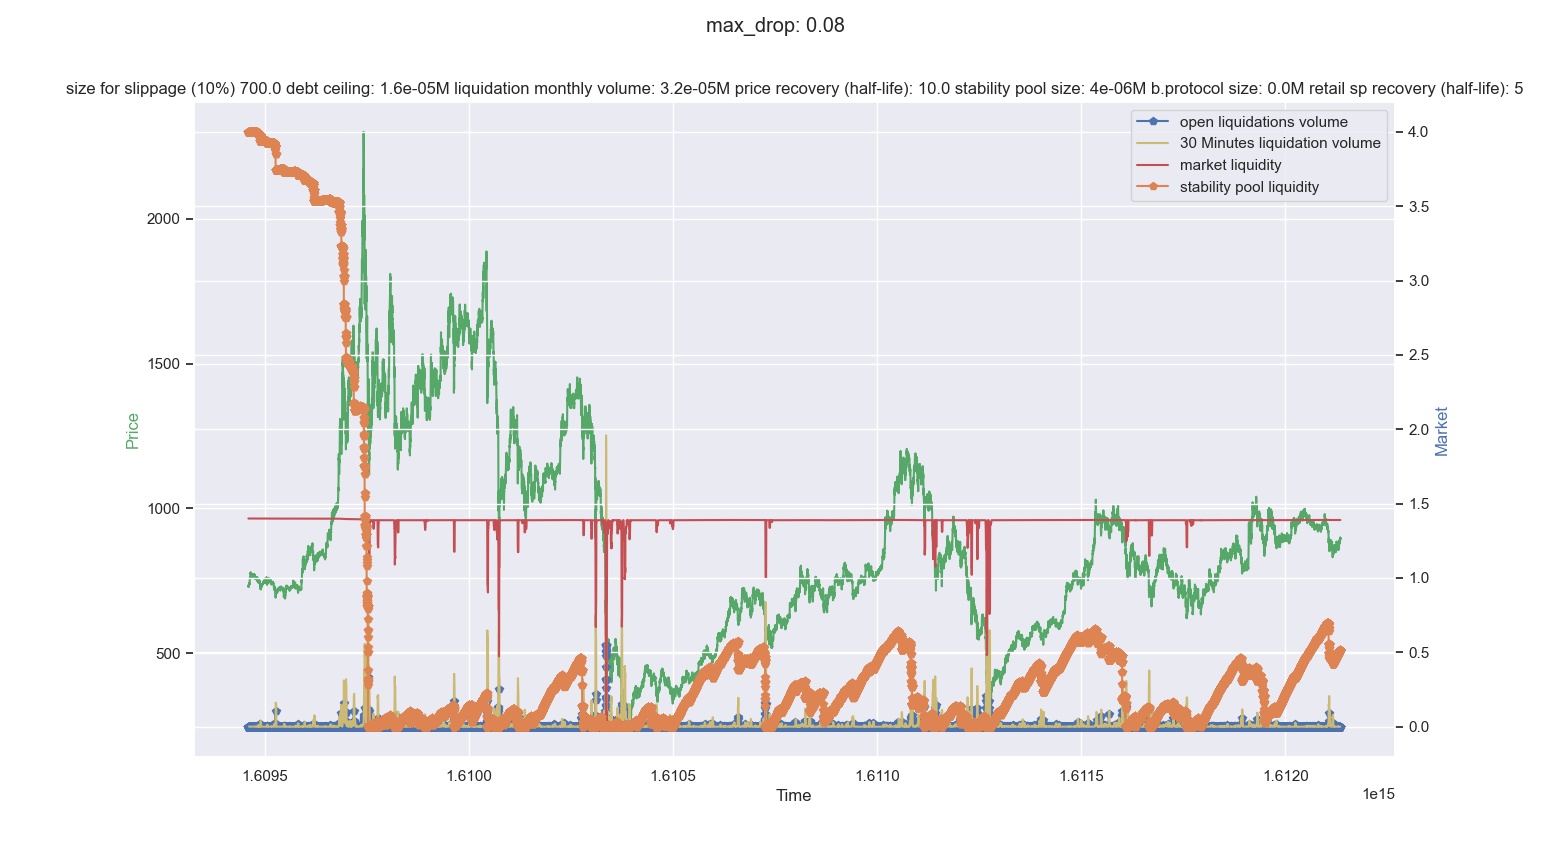 max_drop: 0.08
size for slippage (10%) 700.0 debt ceiling: 1.6e-05M liquidation monthly volume: 3.2e-05M price recovery (half-life): 10.0 stability pool size: 4e-06M b.protocol size: 0.0M retail sp recovery (half-life): 5
open liquidations volume
30 Minutes liquidation volume
market liquidity
stability pool liquidity
2000
1500
1000
500
Price
4.0
3.5
3.0
2.5
2.0
1.5
1.0
0.5
0.0
Market
1.6095 1.6100 1.6105 1.6110 1.6115 1.6120
1e15
Time